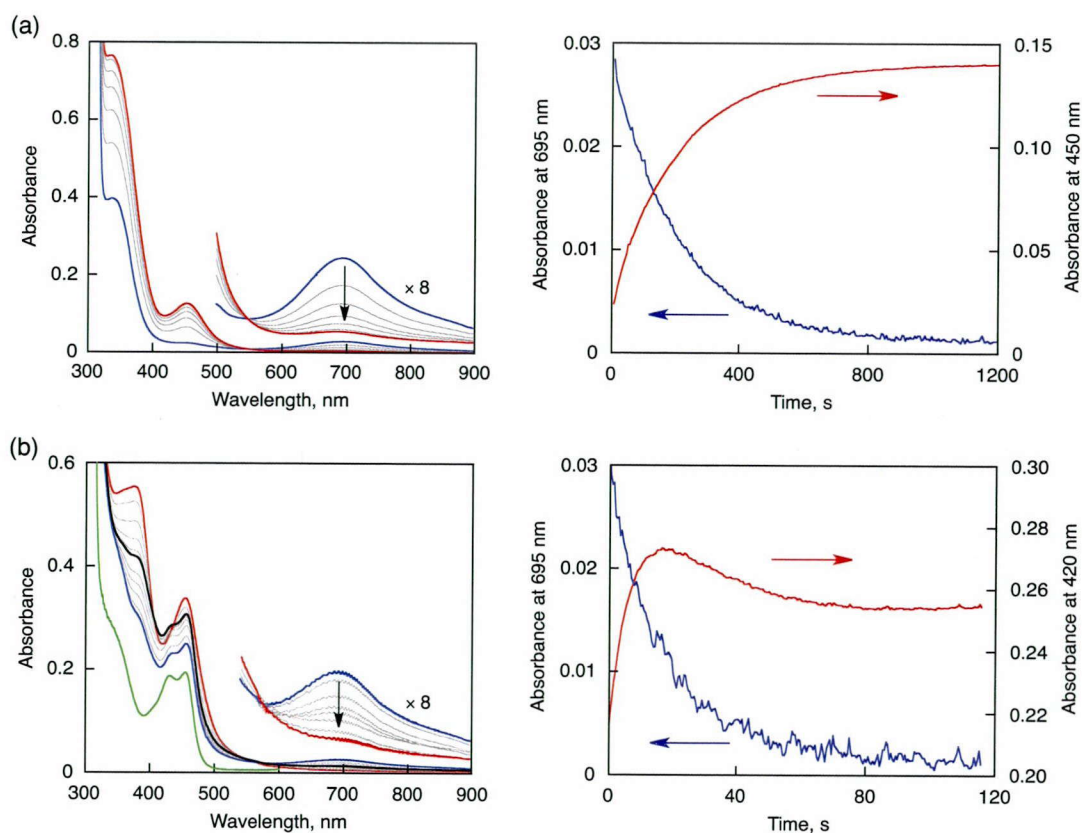 (a)
0.8
0.6
0.4
0.2
0
Absorbance
× 8
300 400 500 600 700 800 900
Wavelength, nm
0.03
0.02
0.01
0
Absorbance at 695 nm
0.15
0.10
0.05
0
Absorbance at 450 nm
0 400 800 1200
Time, s
(b)
0.6
0.4
0.2
0
Absorbance
× 8
300 400 500 600 700 800 900
Wavelength, nm
0.03
0.02
0.01
0
Absorbance at 695 nm
0.30
0.28
0.26
0.24
0.22
0.20
Absorbance at 420 nm
0 40 80 120
Time, s